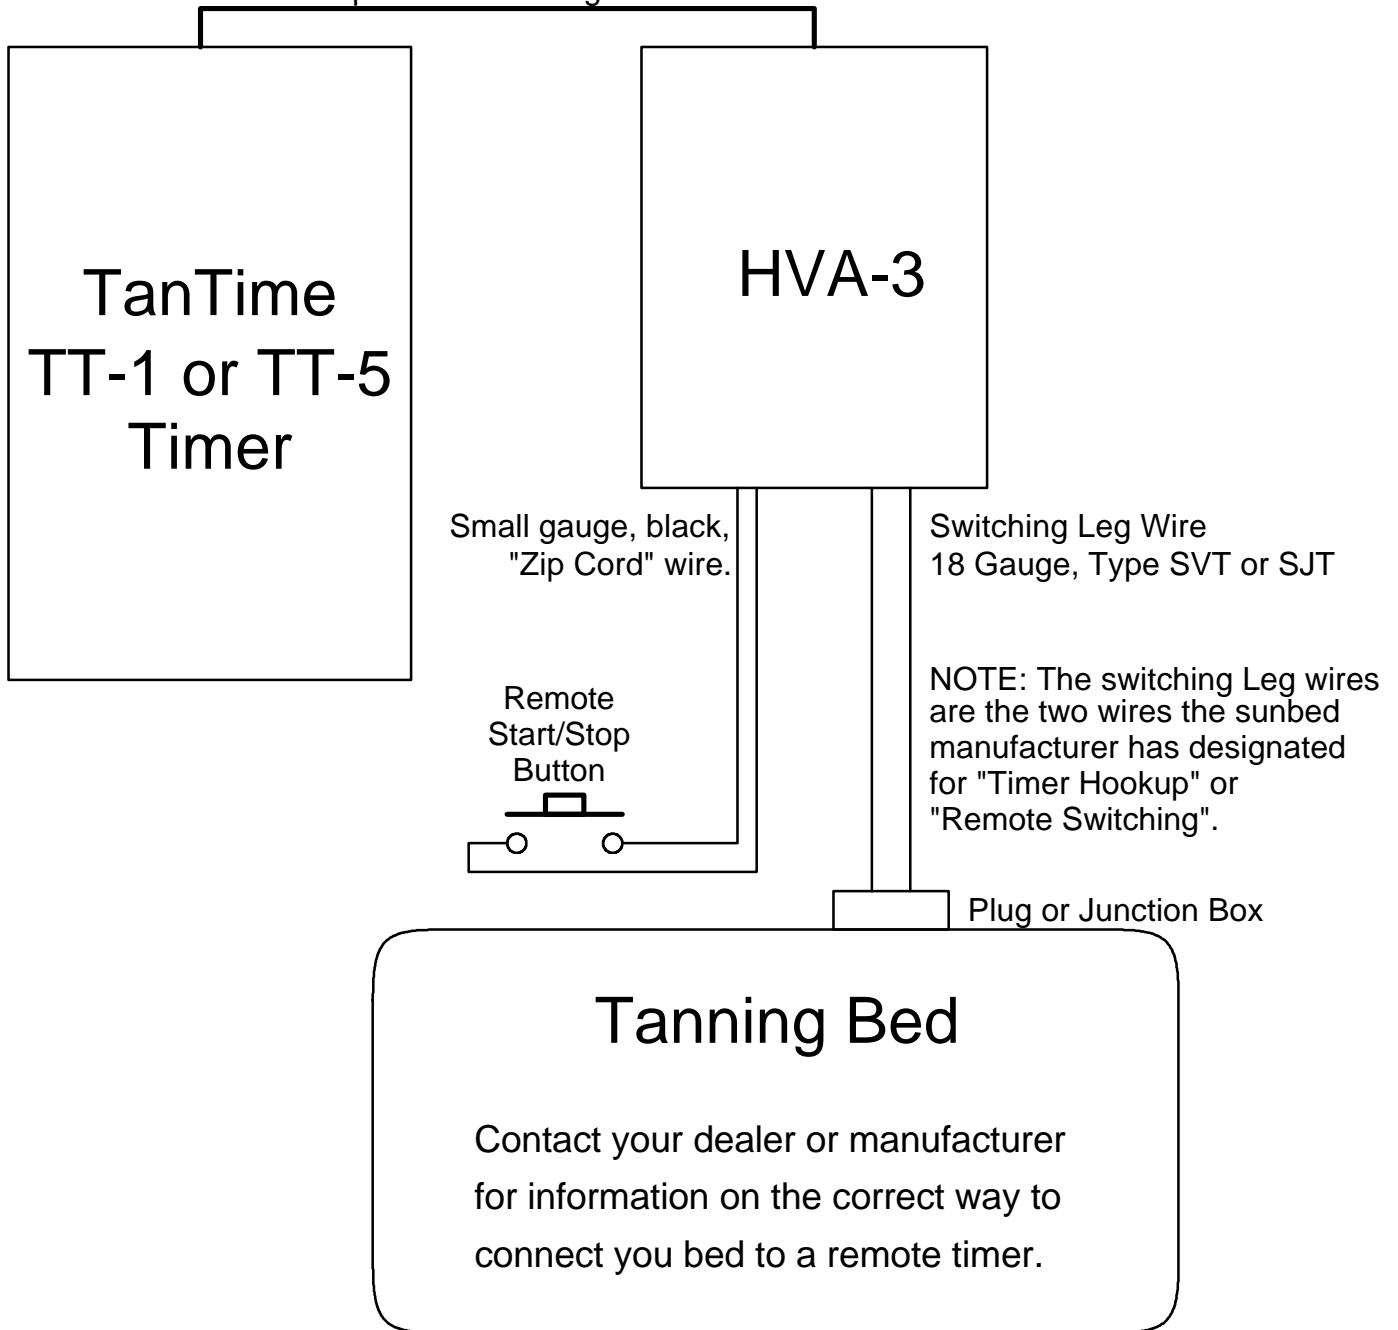 TanTime
TT-1 or TT-5
Timer
HVA-3
Small gauge, black,
"Zip Cord" wire.
Switching Leg Wire
18 Gauge, Type SVT or SJT
NOTE: The switching Leg wires
are the two wires the sunbed
manufacturer has designated
for "Timer Hookup" or
"Remote Switching".
Remote
Start/Stop
Button
Plug or Junction Box
Tanning Bed
Contact your dealer or manufacturer
for information on the correct way to
connect you bed to a remote timer.